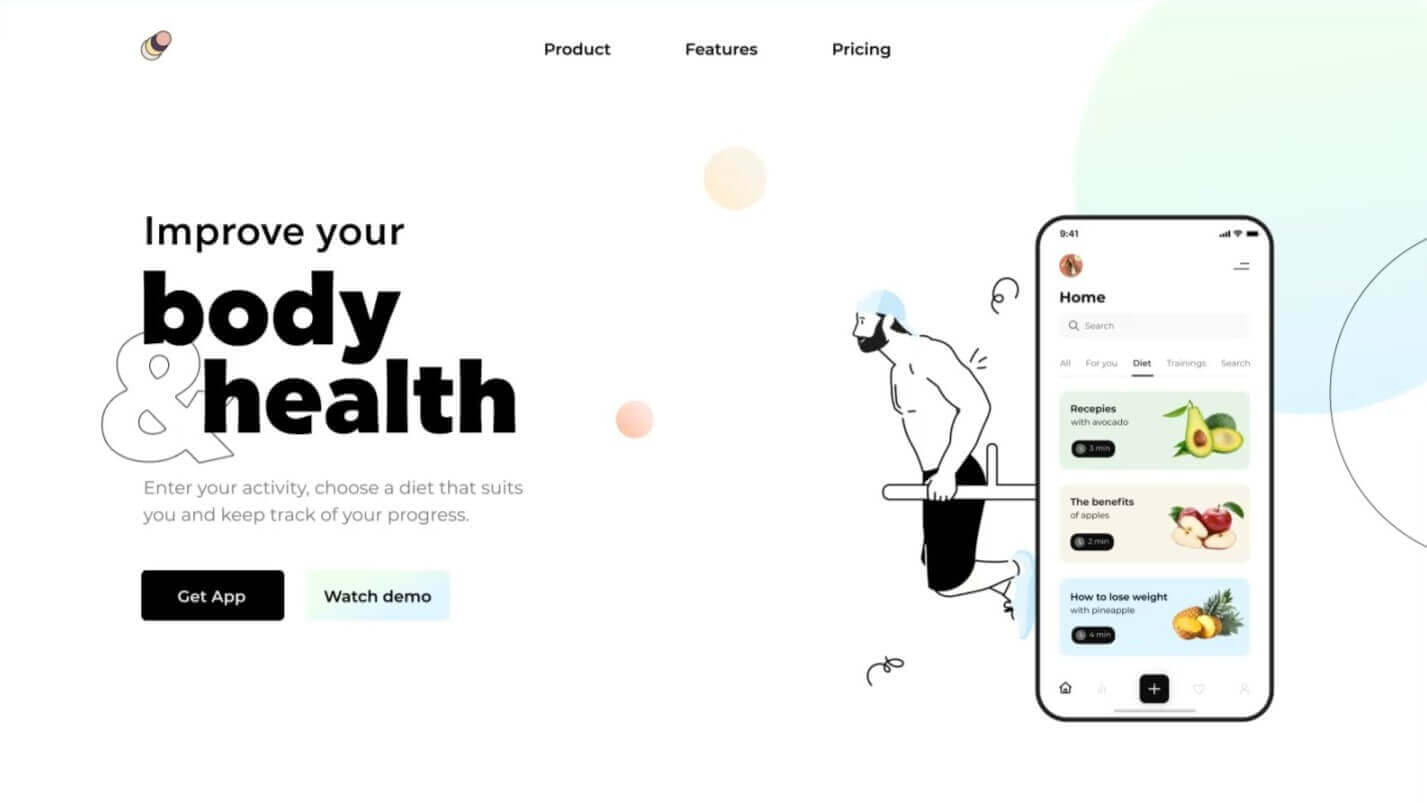 Product Features Pricing
Improve your
body
&health
Enter your activity, choose a diet that suits
you and keep track of your progress.
Get App Watch demo
9:41
Home
Search
All For you Diet Trainings Search
Recepies
with avocado
3 min
The benefits
of apples
2 min
How to lose weight
with pineapple
4 min